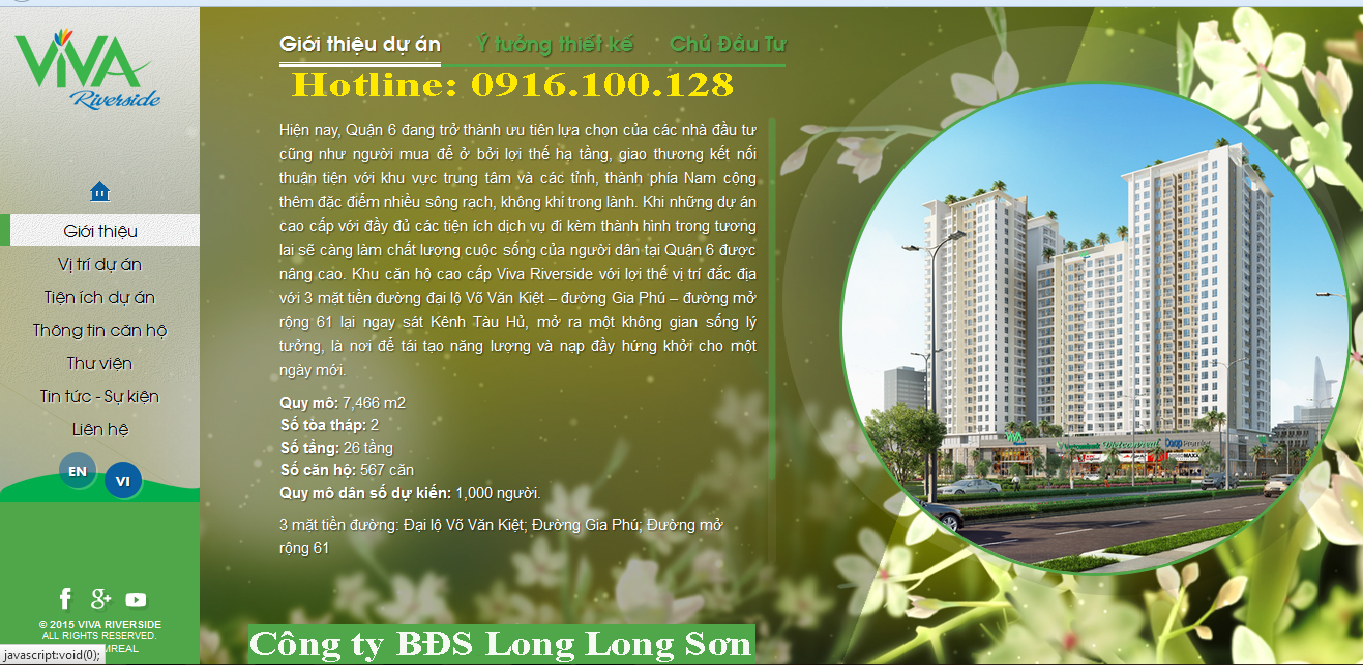 VIVA
Riverside
Giới thiệu
Vị trí dự án
Tiện ích dự án
Thông tin căn hộ
Thư viện
Tin tức - Sự kiện
Liên hệ
EN
VI
© 2015 VIVA RIVERSIDE
ALL RIGHTS RESERVED.
javascript:void(0);
Giới thiệu dự án Ý tưởng thiết kế Chủ Đầu Tư
Hotline: 0916.100.128
Hiện nay, Quận 6 đang trở thành ưu tiên lựa chọn của các nhà đầu tư
cũng như người mua để ở bởi lợi thế hạ tầng, giao thương kết nối
thuận tiện với khu vực trung tâm và các tỉnh, thành phía Nam cộng
thêm đặc điểm nhiều sông rạch, không khí trong lành. Khi những dự án
cao cấp với đầy đủ các tiện ích dịch vụ đi kèm thành hình trong tương
lai sẽ càng làm chất lượng cuộc sống của người dân tại Quận 6 được
nâng cao. Khu căn hộ cao cấp Viva Riverside với lợi thế vị trí đắc địa
với 3 mặt tiền đường đại lộ Võ Văn Kiệt – đường Gia Phú – đường mở
rộng 61 lại ngay sát Kênh Tàu Hủ, mở ra một không gian sống lý
tưởng, là nơi để tái tạo năng lượng và nạp đầy hứng khởi cho một
ngày mới.
Quy mô: 7,466 m2
Số tòa tháp: 2
Số tầng: 26 tầng
Số căn hộ: 567 căn
Quy mô dân số dự kiến: 1,000 người.
3 mặt tiền đường: Đại lộ Võ Văn Kiệt; Đường Gia Phú; Đường mở
rộng 61
Công ty BĐS Long Long Sơn